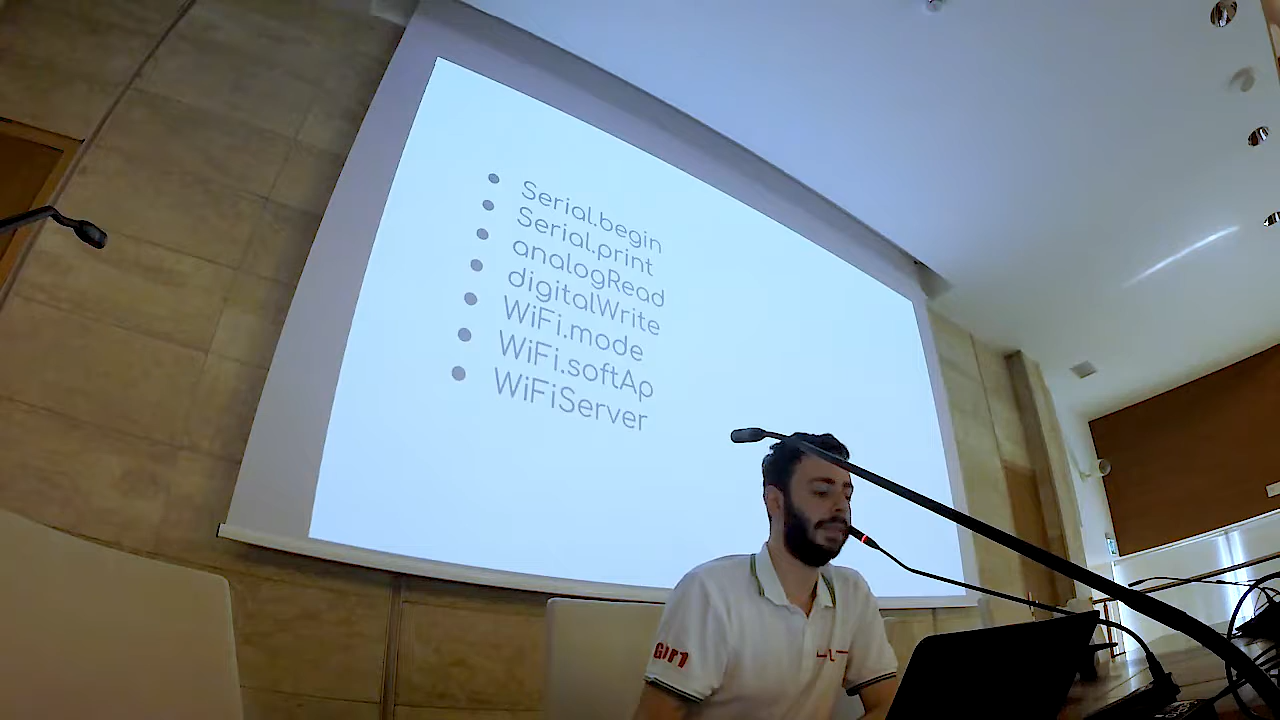 Serial.begin
Serial.print
analogRead
digitalWrite
WiFi.mode
WiFi.softAp
WiFiServer